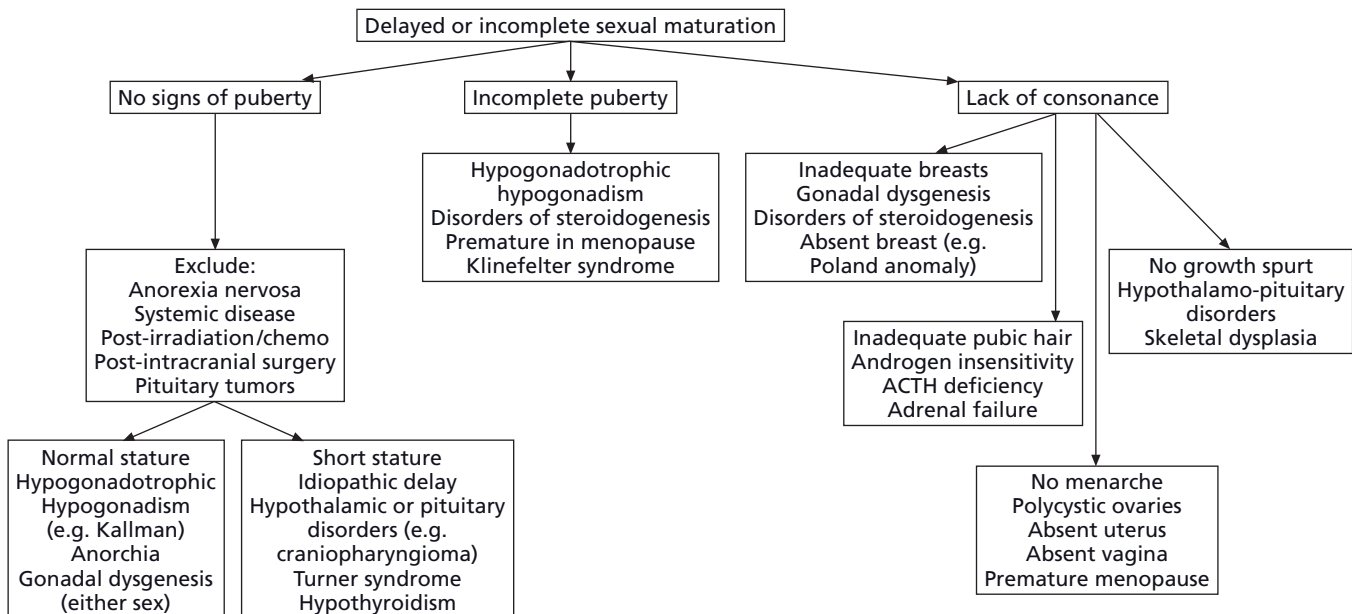 Delayed or incomplete sexual maturation
No signs of puberty
Incomplete puberty
Lack of consonance
Hypogonadotrophic
hypogonadism
Disorders of steroidogenesis
Premature in menopause
Klinefelter syndrome
Inadequate breasts
Gonadal dysgenesis
Disorders of steroidogenesis
Absent breast (e.g.
Poland anomaly)
Exclude:
Anorexia nervosa
Systemic disease
Post-irradiation/chemo
Post-intracranial surgery
Pituitary tumors
No growth spurt
Hypothalamo-pituitary
disorders
Skeletal dysplasia
Inadequate pubic hair
Androgen insensitivity
ACTH deficiency
Adrenal failure
Normal stature
Hypogonadotrophic
Hypogonadism
(e.g. Kallman)
Anorchia
Gonadal dysgenesis
(either sex)
Short stature
Idiopathic delay
Hypothalamic or pituitary
disorders (e.g.
craniopharyngioma)
Turner syndrome
Hypothyroidism
No menarche
Polycystic ovaries
Absent uterus
Absent vagina
Premature menopause